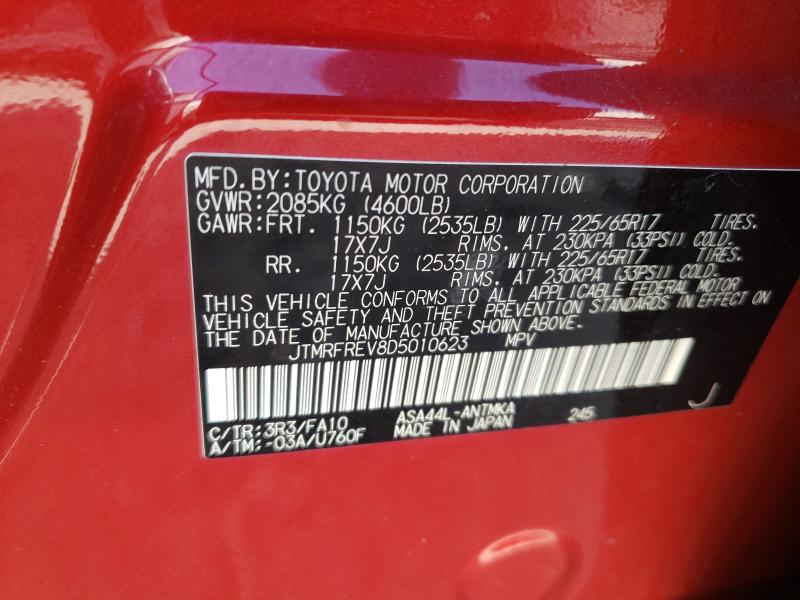 MFD.BY:TOYOTA MOTOR CORPORATION
GVWR:2085KG (4600LB)
GAWR:FRT. 1150KG (2535LB) WITH 225/65R17 TIRES.
17X7J RIMS, AT 230KPA (33PSI) COLD.
RR. 1150KG (2535LB) WITH 225/65R17 TIRES.
17X7J RIMS, AT 230KPA (33PSI) COLD.
THIS VEHICLE CONFORMS TO ALL APPLICABLE FEDERAL MOTOR
VEHICLE SAFETY AND THEFT PREVENTION STANDARDS IN EFFECT ON
THE DATE OF MANUFACTURE SHOWN ABOVE.
JTMRFREV8D5010623 MPV
C/TR:3R3/FA10 ASA44L-ANTMKA 245 J
A/TM:-03A/U760F MADE IN JAPAN